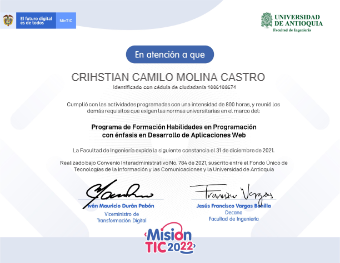 El futuro digital
es de todos
MinTIC
UNIVERSIDAD
DE ANTIOQUIA
Facultad de Ingeniería
En atención a que
CRIHSTIAN CAMILO MOLINA CASTRO
Identificado con cédula de ciudadanía
Cumplió con las actividades programadas con una intensidad de 800 horas, y reunió los
demás requisitos que exigen las normas universitarias en el marco del:
Programa de Formación Habilidades en Programación
con énfasis en Desarrollo de Aplicaciones Web
La Facultad de Ingeniería expide la siguiente constancia el 31 de diciembre de 2021.
Realizado bajo Convenio Interadministrativo No. 784 de 2021, suscrito entre el Fondo Único de
Tecnologías de la Información y las Comunicaciones y la Universidad de Antioquia
Iván Mauricio Durán Pabón
Viceministro de
Transformación Digital
Jesús Francisco Vargas Bonilla
Decano
Facultad de Ingeniería
Misión
TIC2022